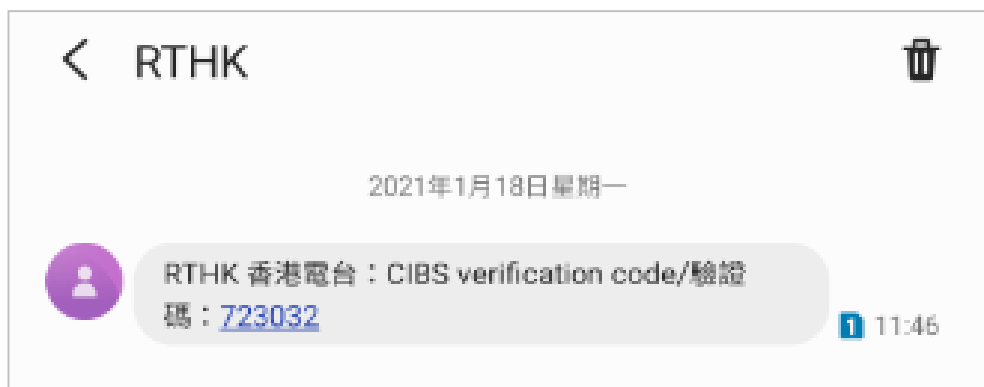 RTHK
2021年1月18日星期一
RTHK 香港電台：CIBS verification code/驗證
碼：723032
1 11:46